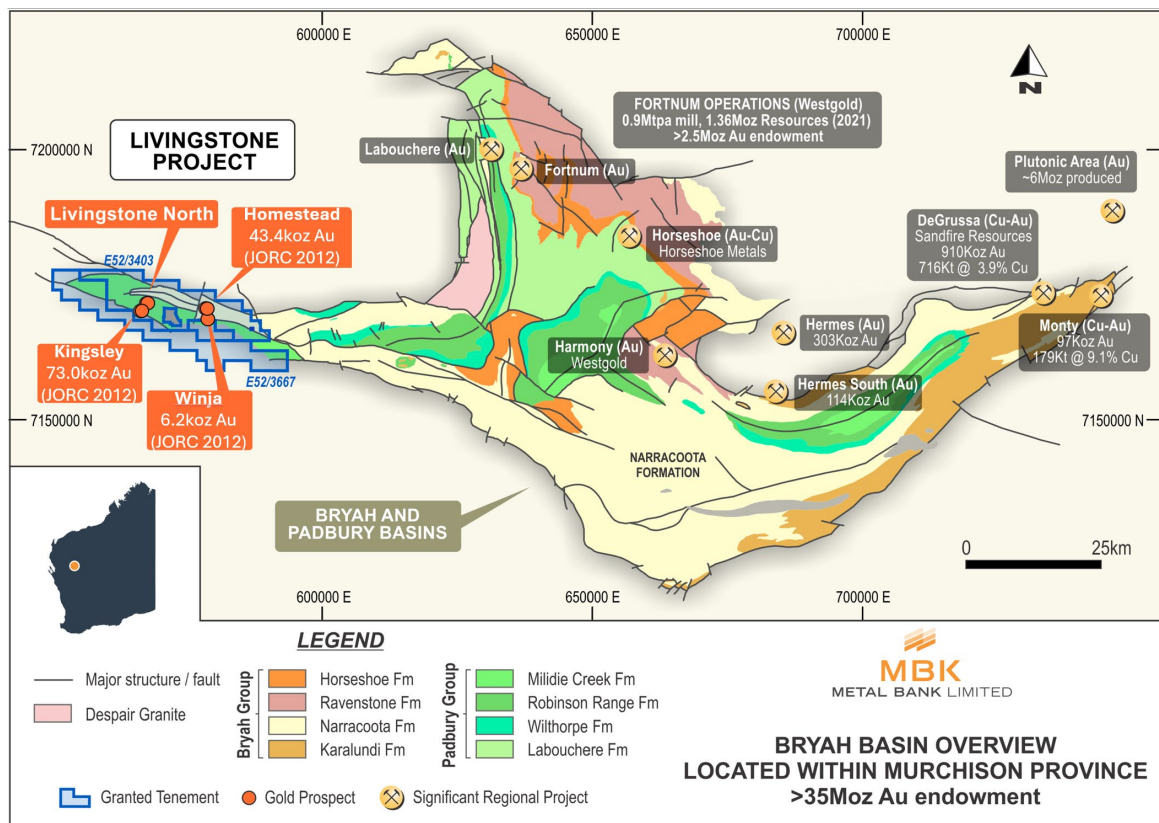 600000 E
650000 E
700000 E
N
7200000 N
LIVINGSTONE
PROJECT
Labouchere (Au)
FORTNUM OPERATIONS (Westgold)
0.9Mtpa mill, 1.36Moz Resources (2021)
>2.5Moz Au endowment
Fortnum (Au)
Plutonic Area (Au)
~6Moz produced
Livingstone North
Homestead
43.4koz Au
(JORC 2012)
E52/3403
Horseshoe (Au-Cu)
Horseshoe Metals
DeGrussa (Cu-Au)
Sandfire Resources
910Koz Au
716Kt @ 3.9% Cu
Kingsley
73.0koz Au
(JORC 2012)
Winja
6.2koz Au
(JORC 2012)
E52/3667
Harmony (Au)
Westgold
Hermes (Au)
303Koz Au
Monty (Cu-Au)
97Koz Au
179Kt @ 9.1% Cu
Hermes South (Au)
114Koz Au
7150000 N
7150000 N
NARRACOOTA
FORMATION
BRYAH AND
PADBURY BASINS
0
25km
600000 E
650000 E
700000 E
LEGEND
Major structure / fault
Despair Granite
Bryah Group
Horseshoe Fm
Ravenstone Fm
Narracoota Fm
Karalundi Fm
Padbury Group
Milidie Creek Fm
Robinson Range Fm
Wilthorpe Fm
Labouchere Fm
Granted Tenement
Gold Prospect
Significant Regional Project
MBK
METAL BANK LIMITED
BRYAH BASIN OVERVIEW
LOCATED WITHIN MURCHISON PROVINCE
>35Moz Au endowment